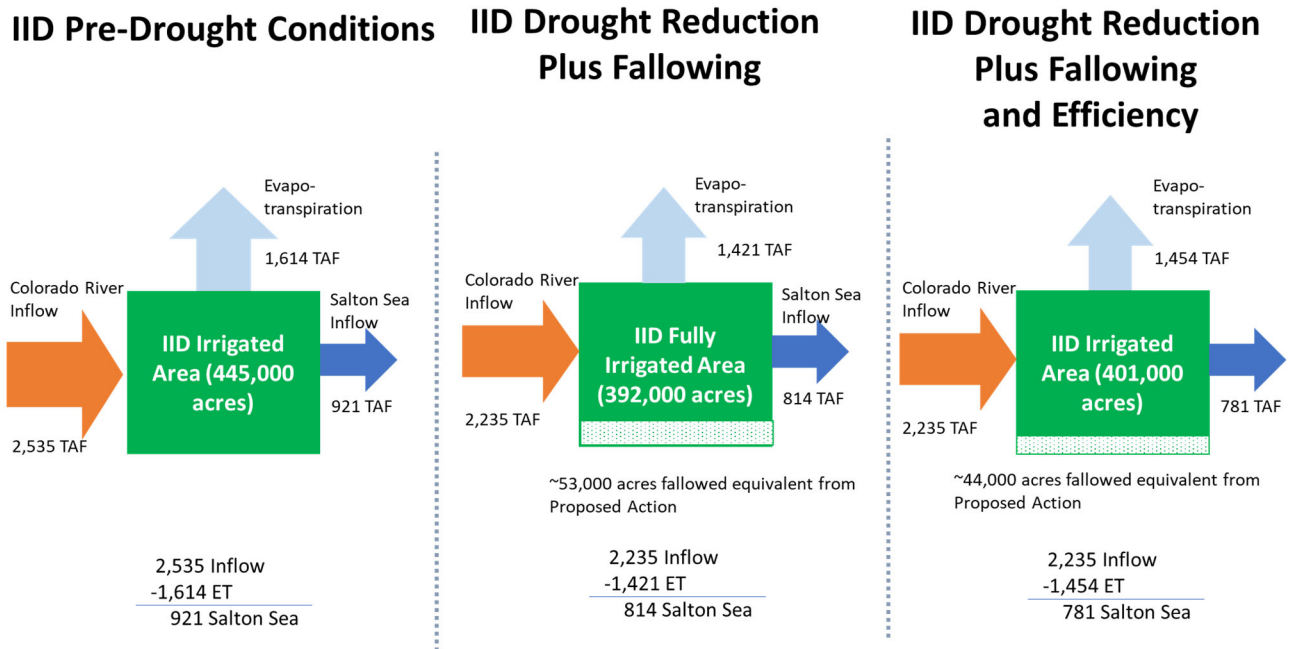 IID Pre-Drought Conditions
Evapo-
transpiration
1,614 TAF
Colorado River
Inflow
Salton Sea
Inflow
IID Irrigated
Area (445,000
acres)
921 TAF
2,535 TAF
2,535 Inflow
-1,614 ET
921 Salton Sea
IID Drought Reduction
Plus Fallowing
Evapo-
transpiration
1,421 TAF
Colorado River
Inflow
Salton Sea
Inflow
IID Fully
Irrigated Area
(392,000 acres)
814 TAF
2,235 TAF
~53,000 acres fallowed equivalent from
Proposed Action
2,235 Inflow
-1,421 ET
814 Salton Sea
IID Drought Reduction
Plus Fallowing
and Efficiency
Evapo-
transpiration
1,454 TAF
Colorado River
Inflow
Salton Sea
Inflow
IID Irrigated
Area (401,000
acres)
781 TAF
2,235 TAF
~44,000 acres fallowed equivalent from
Proposed Action
2,235 Inflow
-1,454 ET
781 Salton Sea